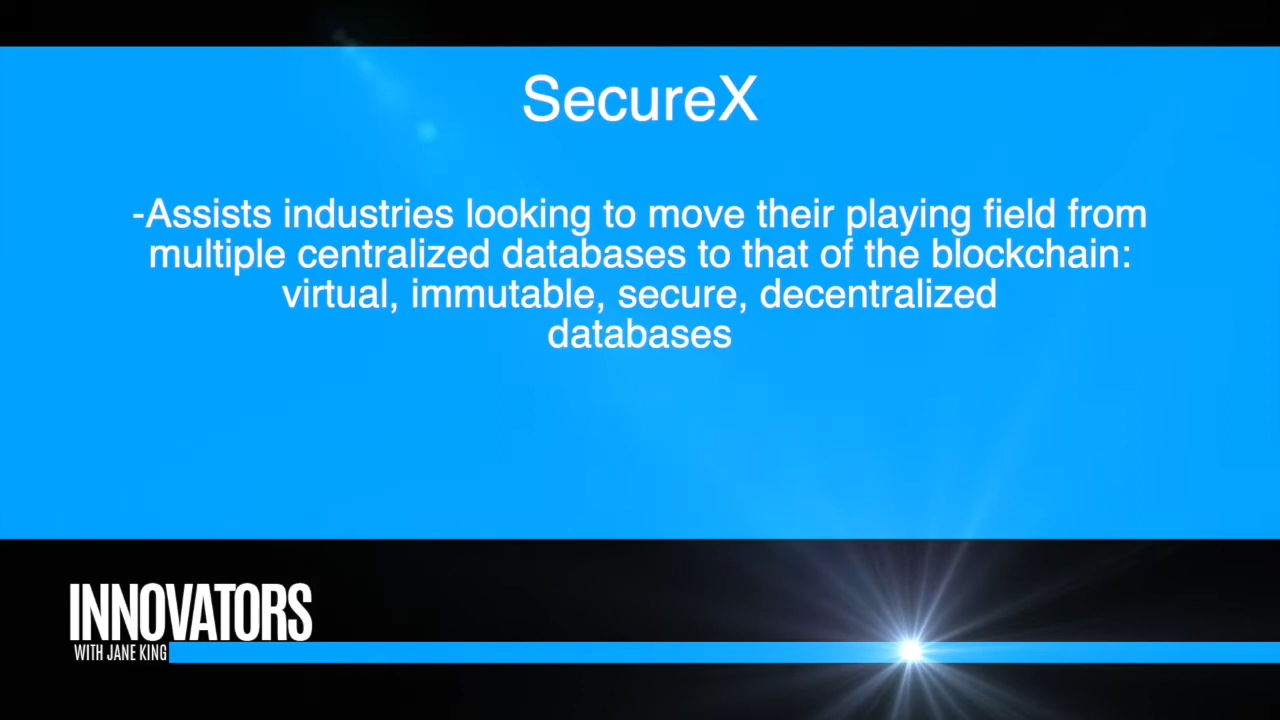 SecureX
-Assists industries looking to move their playing field from
multiple centralized databases to that of the blockchain:
virtual, immutable, secure, decentralized
databases
INNOVATORS
WITH JANE KING